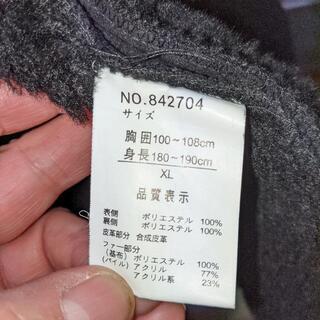 NO.842704
サイズ
胸囲100～108cm
身長180～190cm
XL
品質表示
表側 ポリエステル 100%
裏側 ポリエステル 100%
皮革部分 合成皮革
ファー部分
(基布) ポリエステル 100%
(パイル) アクリル 77%
アクリル系 23%